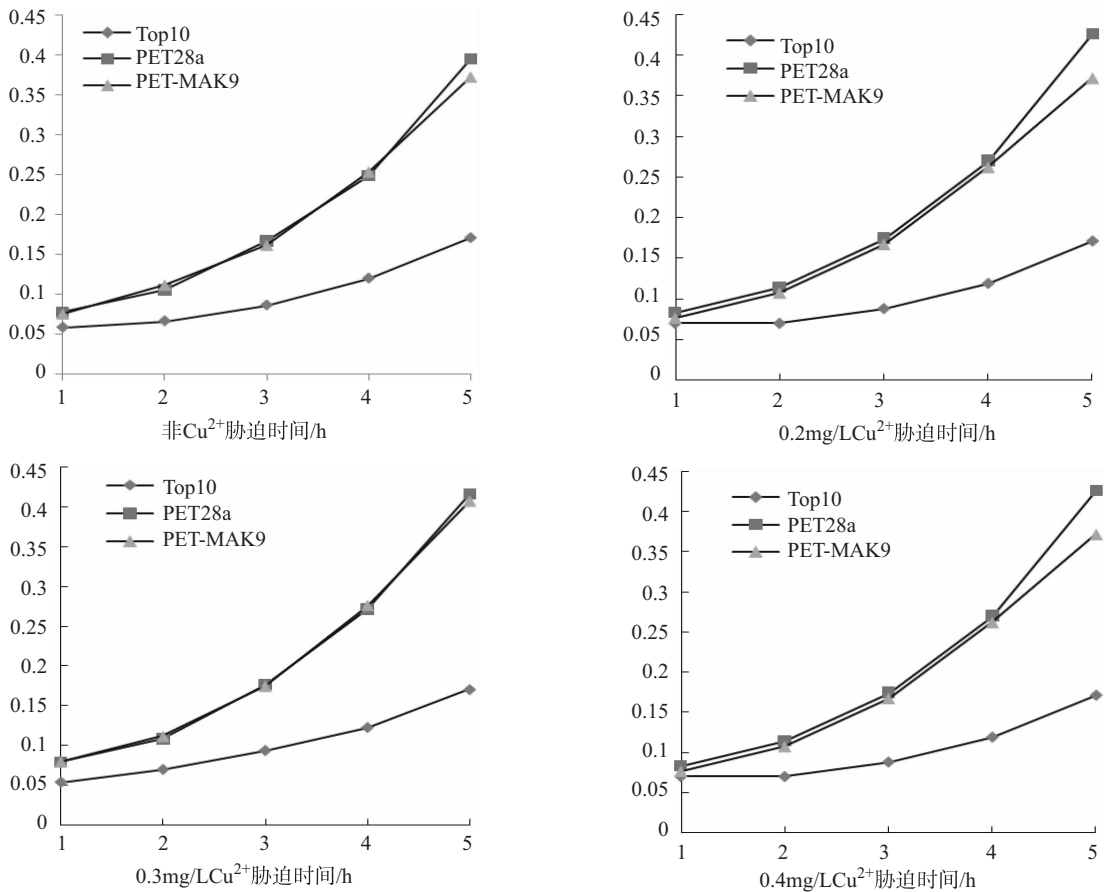 0.45
0.4
0.35
0.3
0.25
0.2
0.15
0.1
0.05
0
Top10
PET28a
PET-MAK9
1 2 3 4 5
非Cu²⁺胁迫时间/h
0.45
0.4
0.35
0.3
0.25
0.2
0.15
0.1
0.05
0
Top10
PET28a
PET-MAK9
1 2 3 4 5
0.2mg/LCu²⁺胁迫时间/h
0.45
0.4
0.35
0.3
0.25
0.2
0.15
0.1
0.05
0
Top10
PET28a
PET-MAK9
1 2 3 4 5
0.3mg/LCu²⁺胁迫时间/h
0.45
0.4
0.35
0.3
0.25
0.2
0.15
0.1
0.05
0
Top10
PET28a
PET-MAK9
1 2 3 4 5
0.4mg/LCu²⁺胁迫时间/h